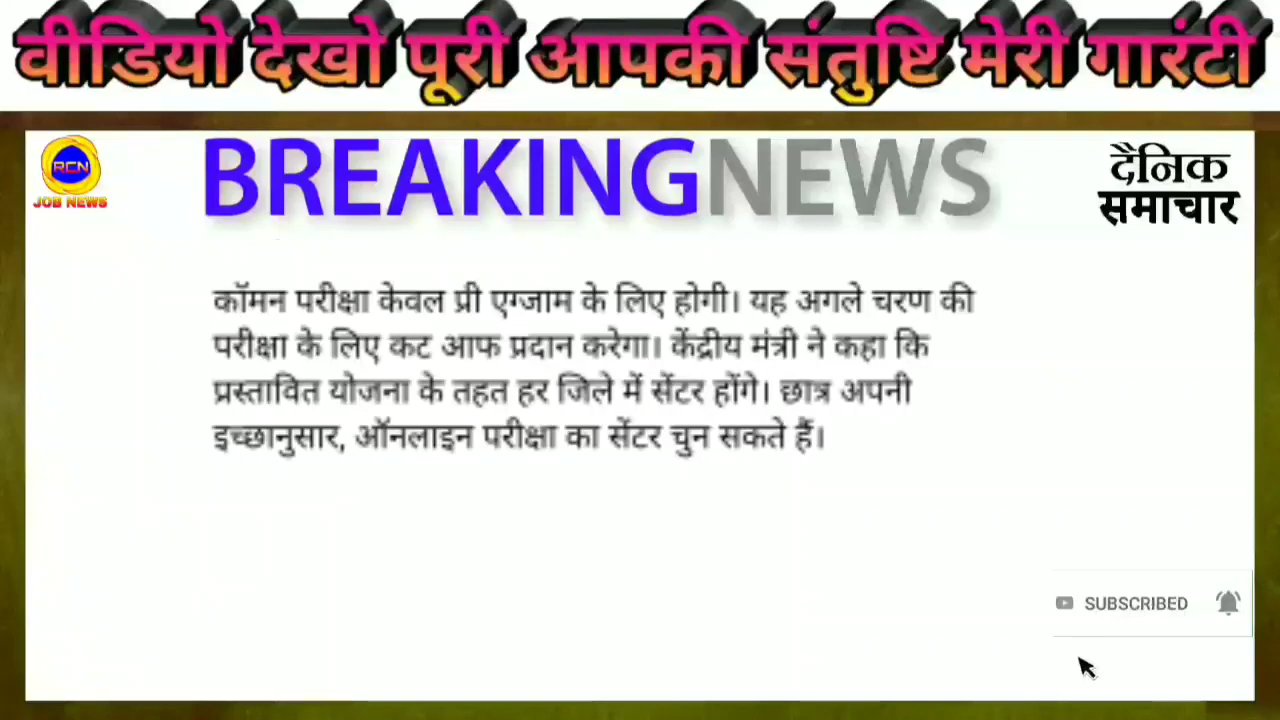 वीडियो देखो पूरी आपकी संतुष्टि मेरी गारंटी
RCN
JOB NEWS
BREAKINGNEWS
दैनिक
समाचार
कॉमन परीक्षा केवल प्री एग्जाम के लिए होगी। यह अगले चरण की
परीक्षा के लिए कट आफ प्रदान करेगा। केंद्रीय मंत्री ने कहा कि
प्रस्तावित योजना के तहत हर जिले में सेंटर होंगे। छात्र अपनी
इच्छानुसार, ऑनलाइन परीक्षा का सेंटर चुन सकते हैं।
SUBSCRIBED